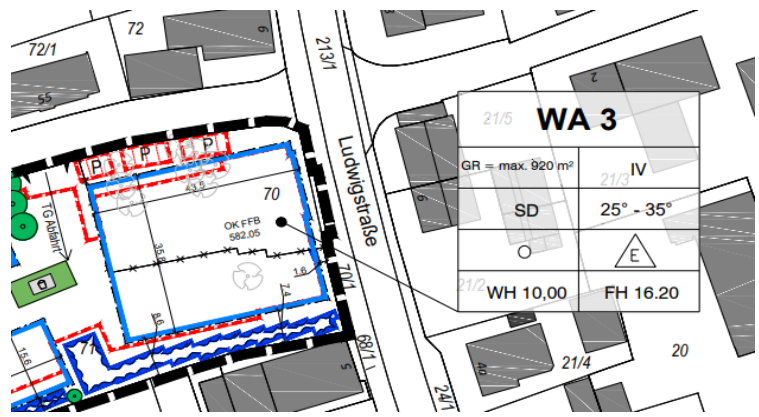 72/1
72
6
55
213/1
2
21/5
WA 3
P
P
P
Ludwigstraße
GR = max. 920 m²
IV
21/3
43,5
70
SD
25° - 35°
OK FFB
582.05
TG Abfahrt
35,8
E
1,6
70/1
21/2
WH 10,00
FH 16.20
7,4
8,6
71
15,6
68/1
5
40
21/4
20
24/1